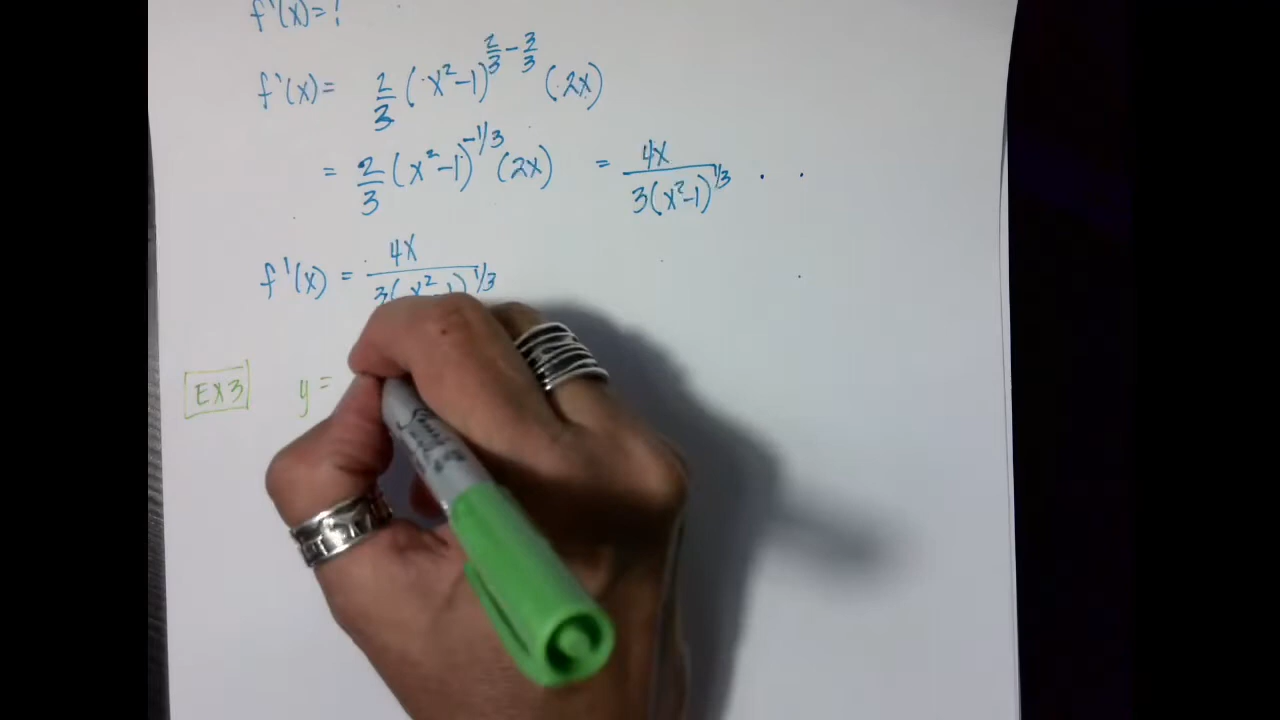 f'(x)=?
f'(x)= 2/3 (x²-1)^(2/3 - 3/3) (2x)
= 2/3 (x²-1)^(-1/3) (2x) = 4x / 3(x²-1)^(1/3)
f'(x) = 4x / 3(x²-1)^(1/3)
EX3 y=